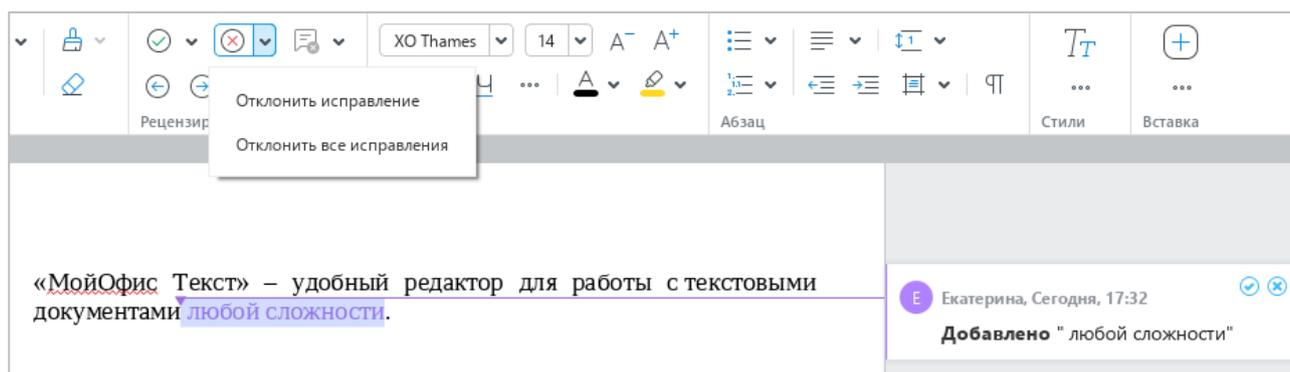 XO Thames
14
Ч
Рецензир
Отклонить исправление
Отклонить все исправления
Абзац
Стили
Вставка
«МойОфис Текст» – удобный редактор для работы с текстовыми
документами любой сложности.
Е
Екатерина, Сегодня, 17:32
Добавлено " любой сложности"